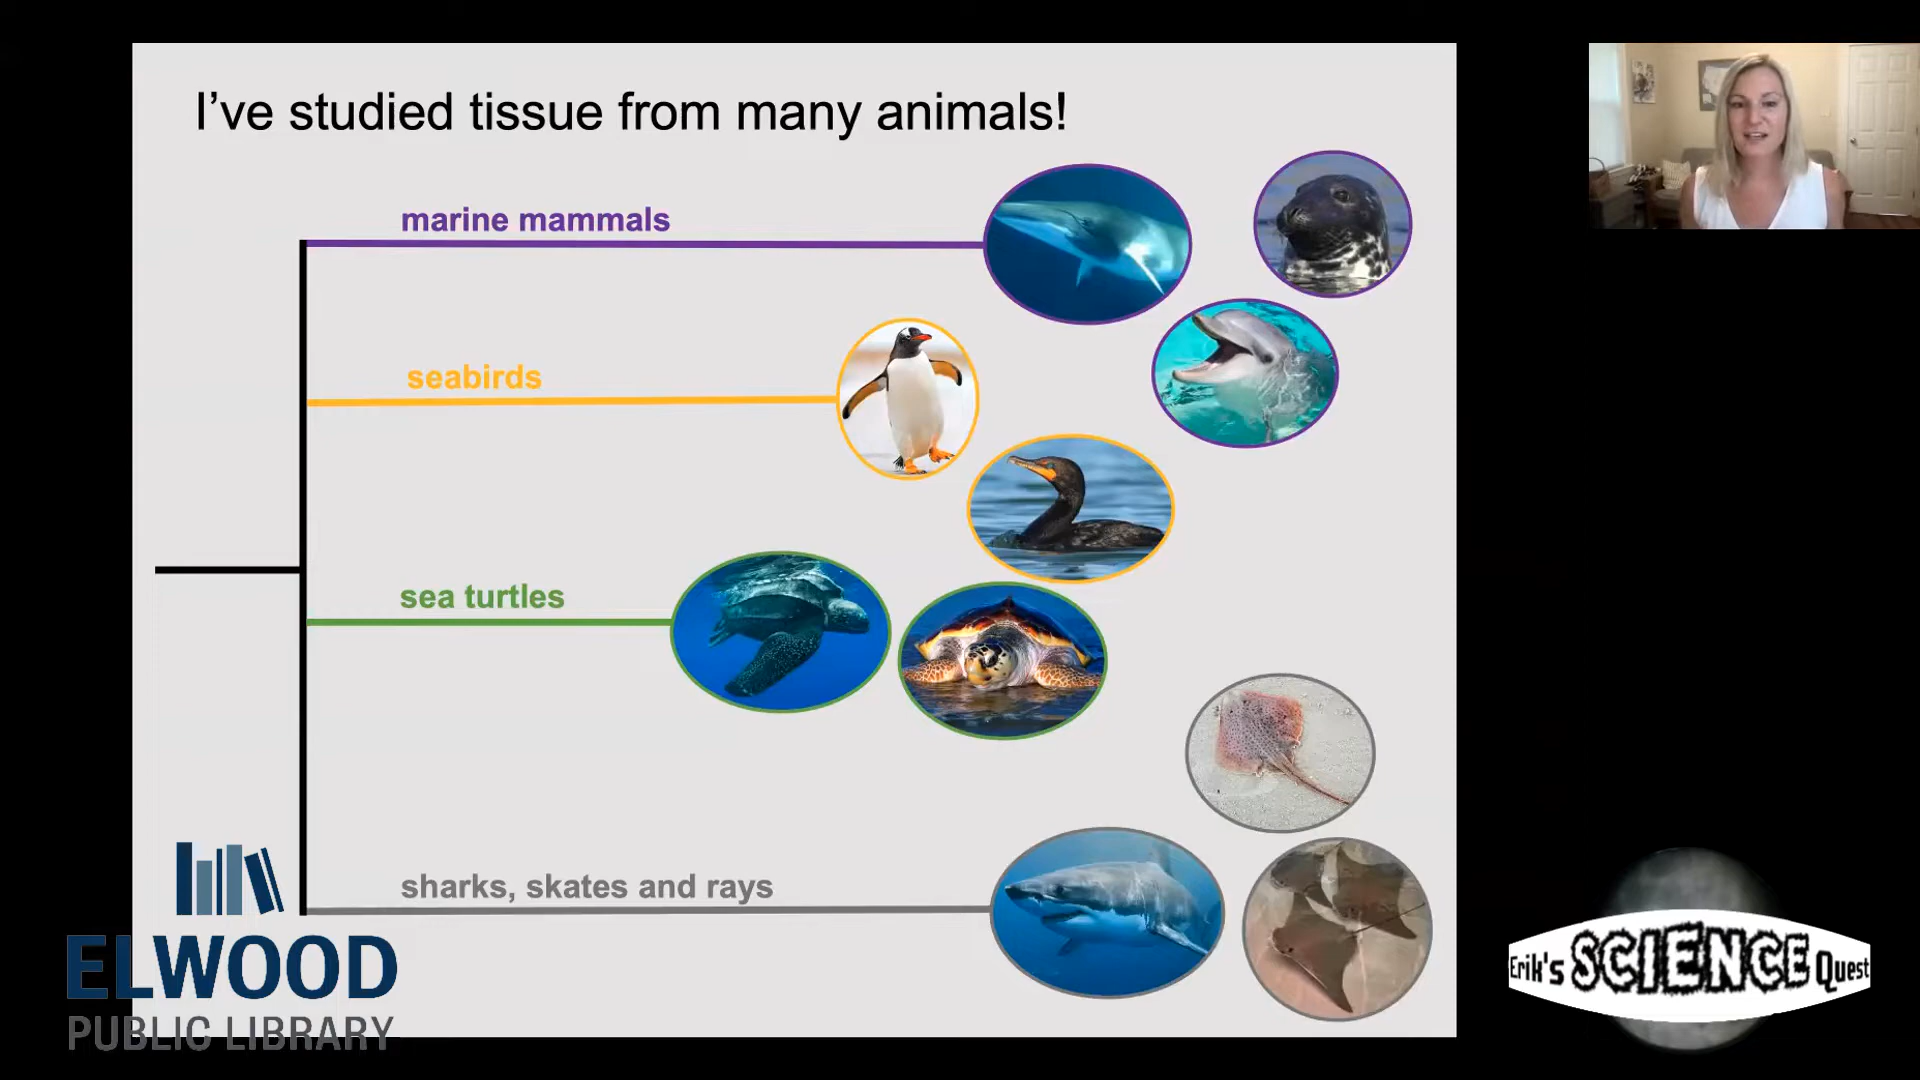 I've studied tissue from many animals!
marine mammals
seabirds
sea turtles
sharks, skates and rays
ELWOOD
PUBLIC LIBRARY
Erik's SCIENCE Quest